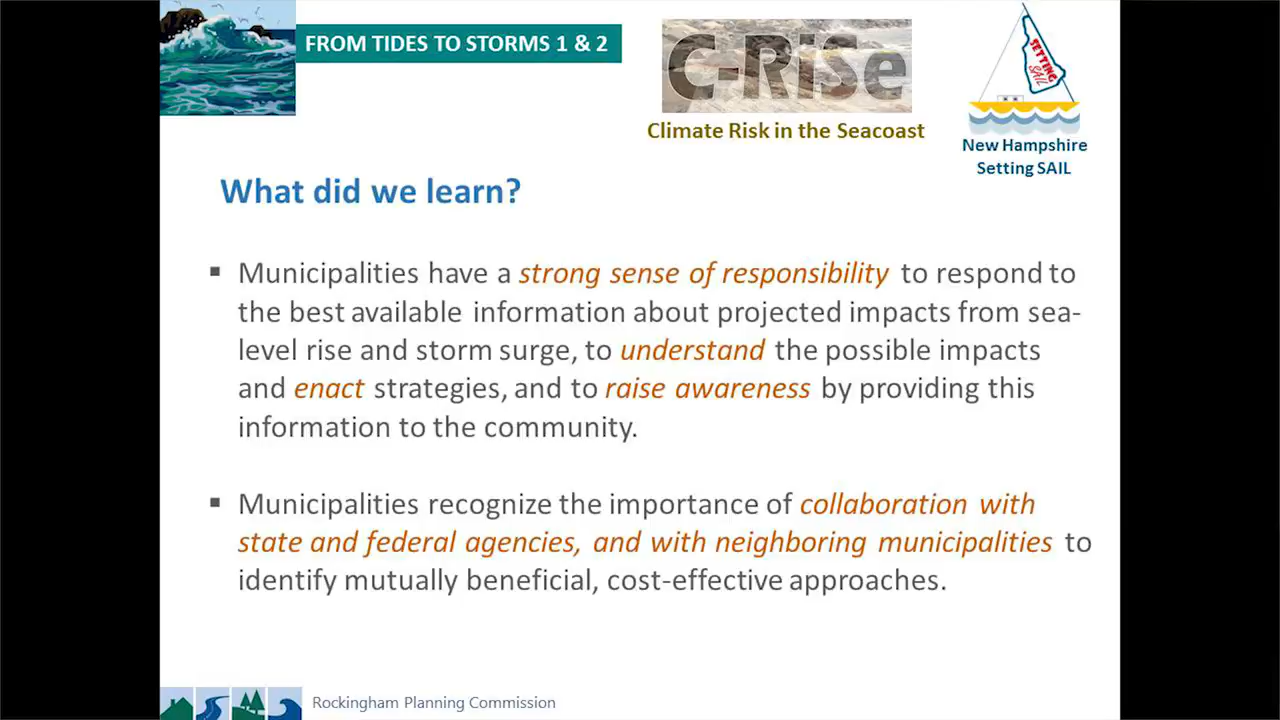 FROM TIDES TO STORMS 1 & 2
C-RiSe
Climate Risk in the Seacoast
SETTING
SAIL
New Hampshire
Setting SAIL
What did we learn?
▪ Municipalities have a strong sense of responsibility to respond to
the best available information about projected impacts from sea-
level rise and storm surge, to understand the possible impacts
and enact strategies, and to raise awareness by providing this
information to the community.
▪ Municipalities recognize the importance of collaboration with
state and federal agencies, and with neighboring municipalities to
identify mutually beneficial, cost-effective approaches.
Rockingham Planning Commission